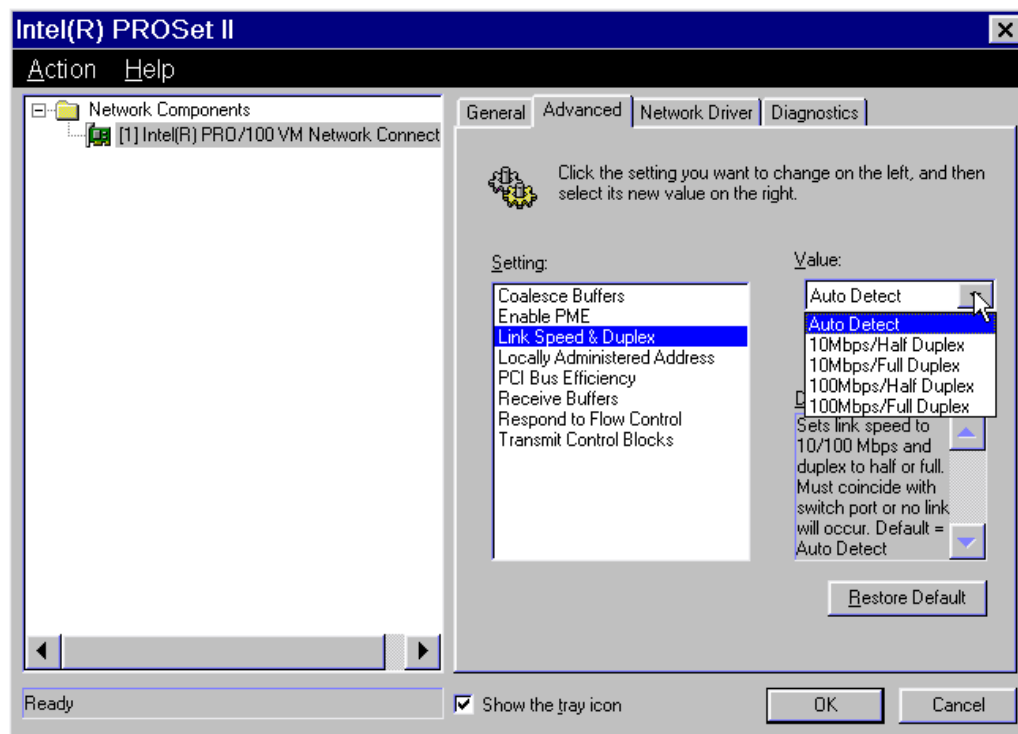 Intel(R) PROSet II
Action Help
Network Components
[1] Intel(R) PRO/100 VM Network Connect
General Advanced Network Driver Diagnostics
Click the setting you want to change on the left, and then
select its new value on the right.
Setting:
Coalesce Buffers
Enable PME
Link Speed & Duplex
Locally Administered Address
PCI Bus Efficiency
Receive Buffers
Respond to Flow Control
Transmit Control Blocks
Value:
Auto Detect
Auto Detect
10Mbps/Half Duplex
10Mbps/Full Duplex
100Mbps/Half Duplex
100Mbps/Full Duplex
Sets link speed to
10/100 Mbps and
duplex to half or full.
Must coincide with
switch port or no link
will occur. Default =
Auto Detect
Restore Default
Ready
Show the tray icon
OK Cancel